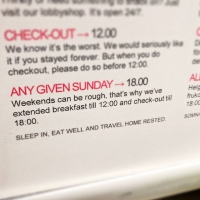 visit our lobbyshop. It's open 24/7.
CHECK-OUT → 12.00
We know it's the worst. We would seriously like
it if you stayed forever. But when you do
checkout, please do so before 12:00.
ANY GIVEN SUNDAY → 18.00
Weekends can be rough, that's why we've
extended breakfast till 12:00 and check-out till
18:00.
SLEEP IN, EAT WELL AND TRAVEL HOME RESTED.